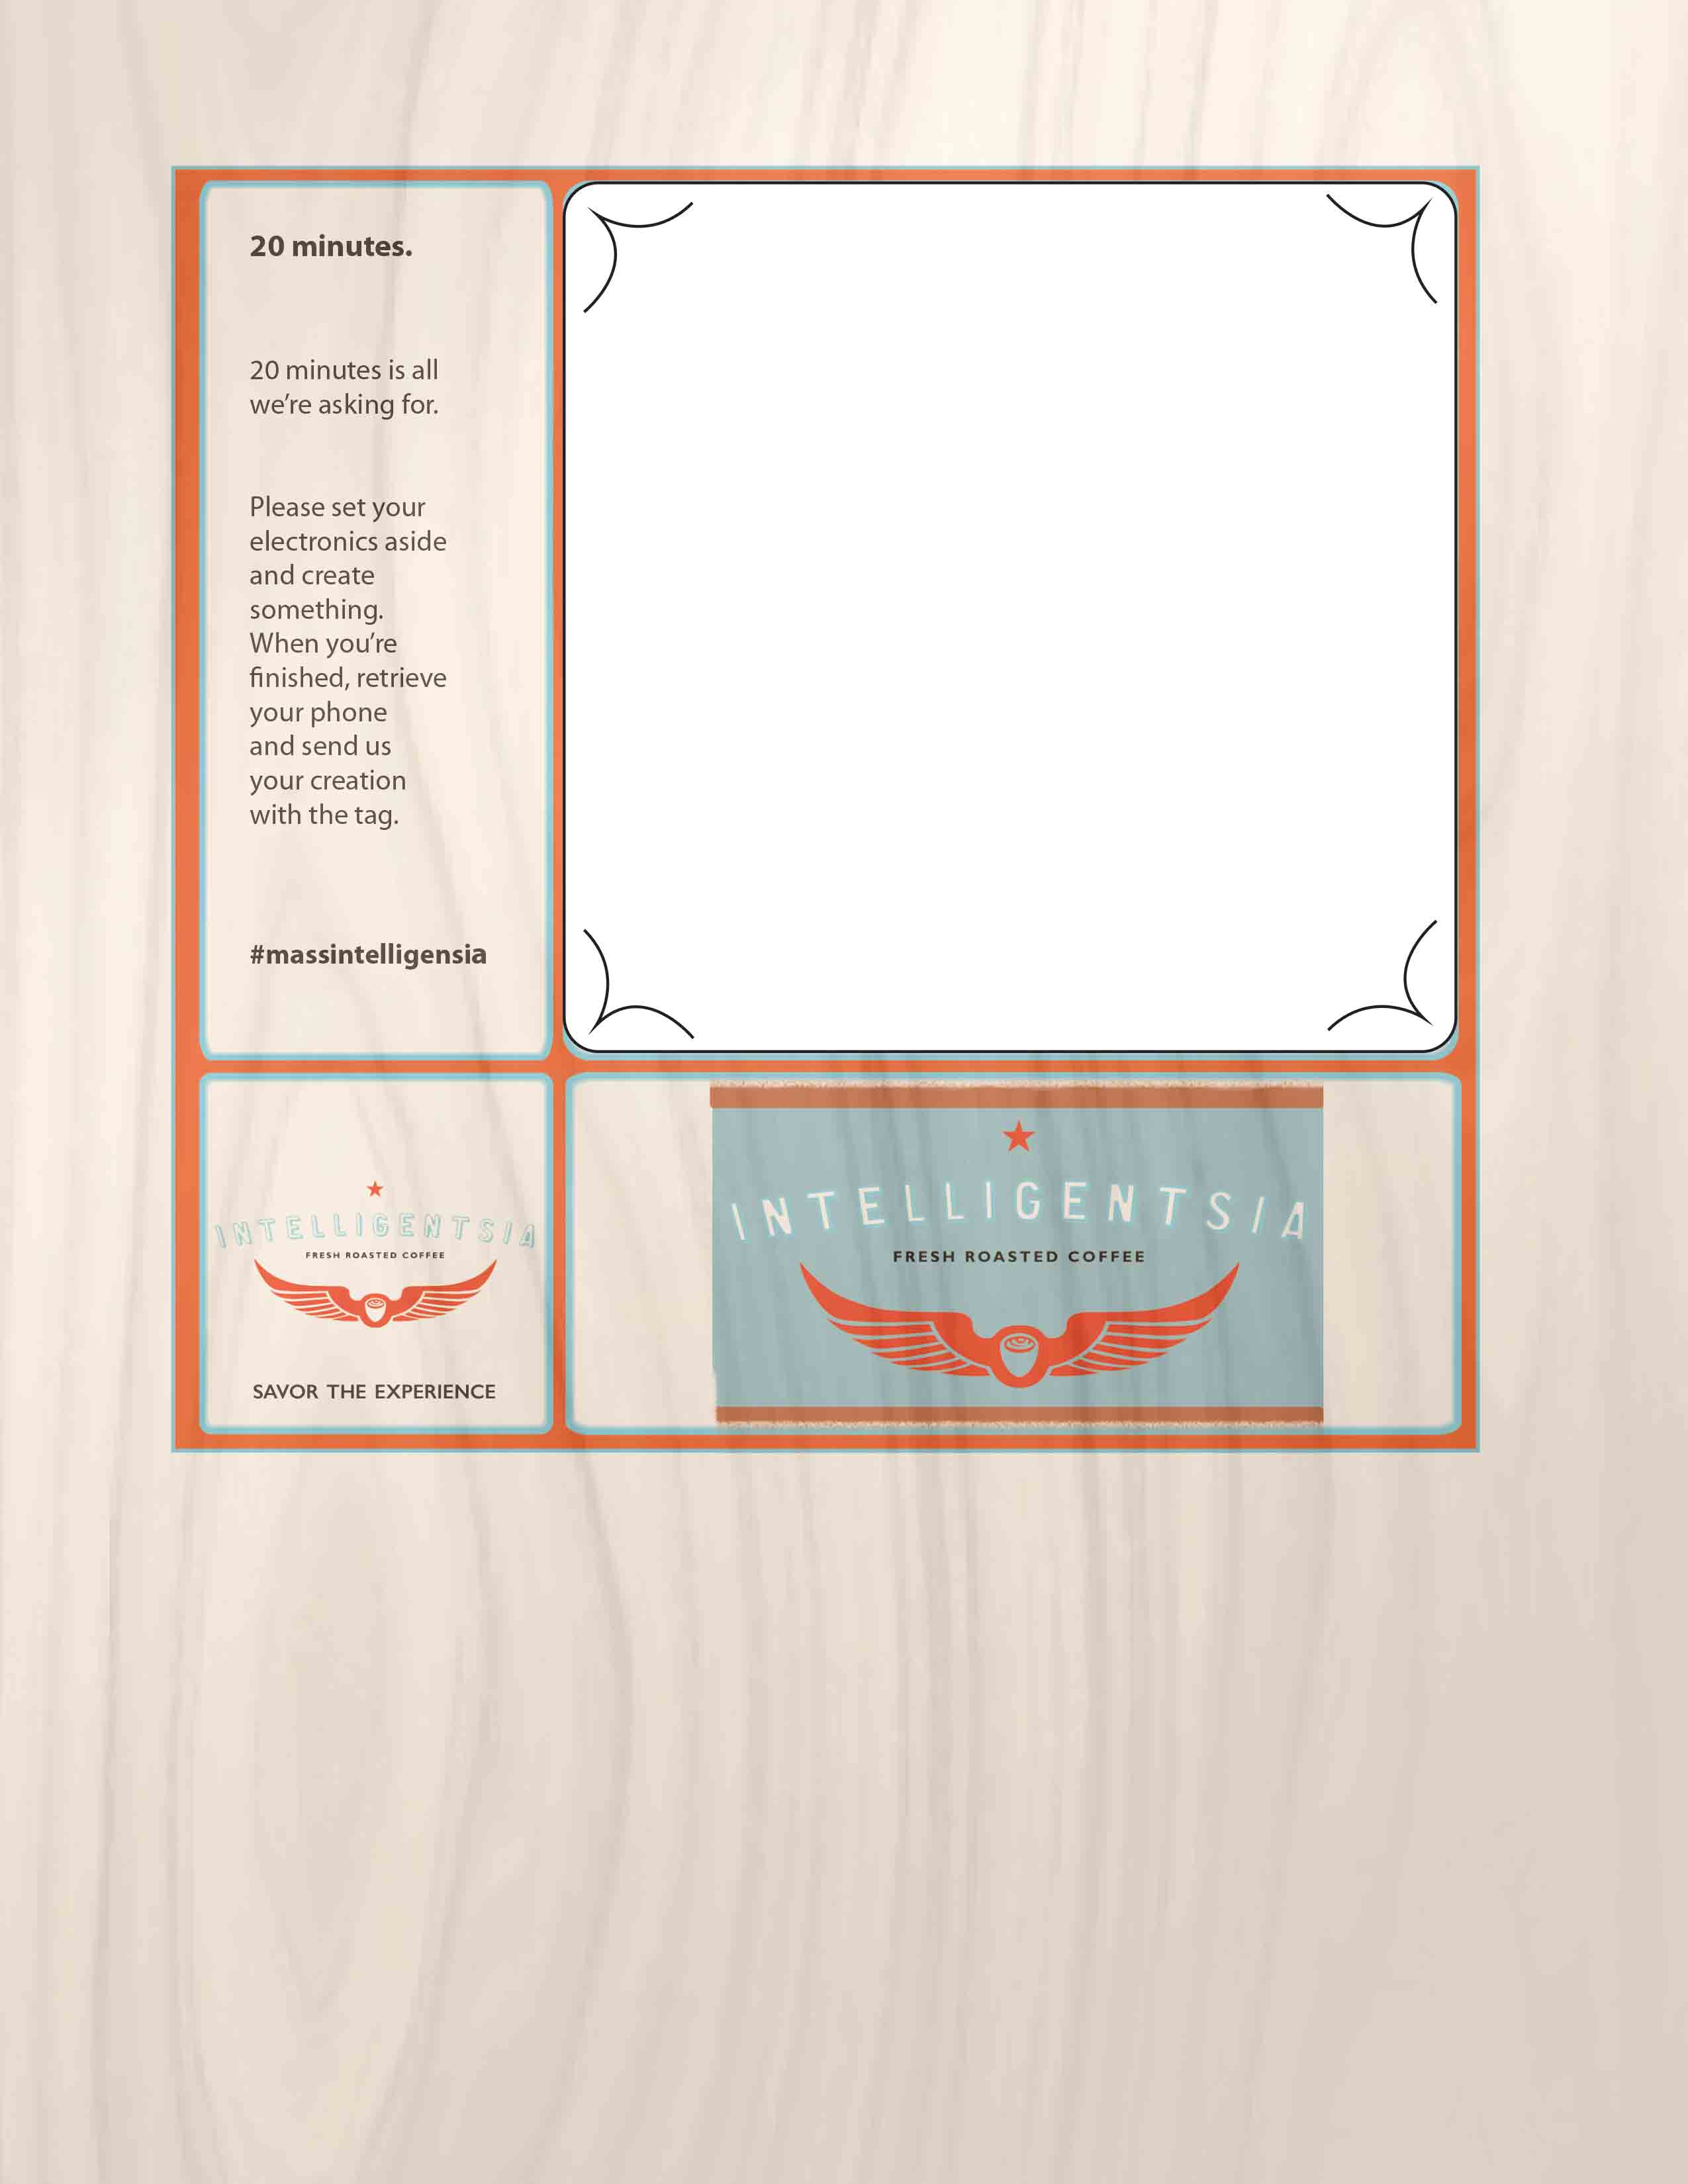 20 minutes.
20 minutes is all
we're asking for.
Please set your
electronics aside
and create
something.
When you're
finished, retrieve
your phone
and send us
your creation
with the tag.
#massintelligensia
INTELLIGENTSIA
FRESH ROASTED COFFEE
SAVOR THE EXPERIENCE
INTELLIGENTSIA
FRESH ROASTED COFFEE